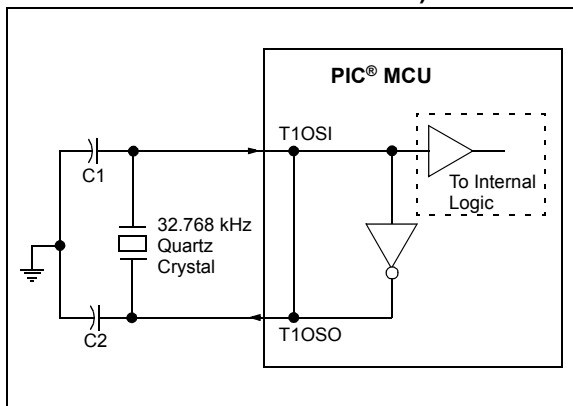 PIC® MCU
T1OSI
C1
To Internal
Logic
32.768 kHz
Quartz
Crystal
C2
T1OSO